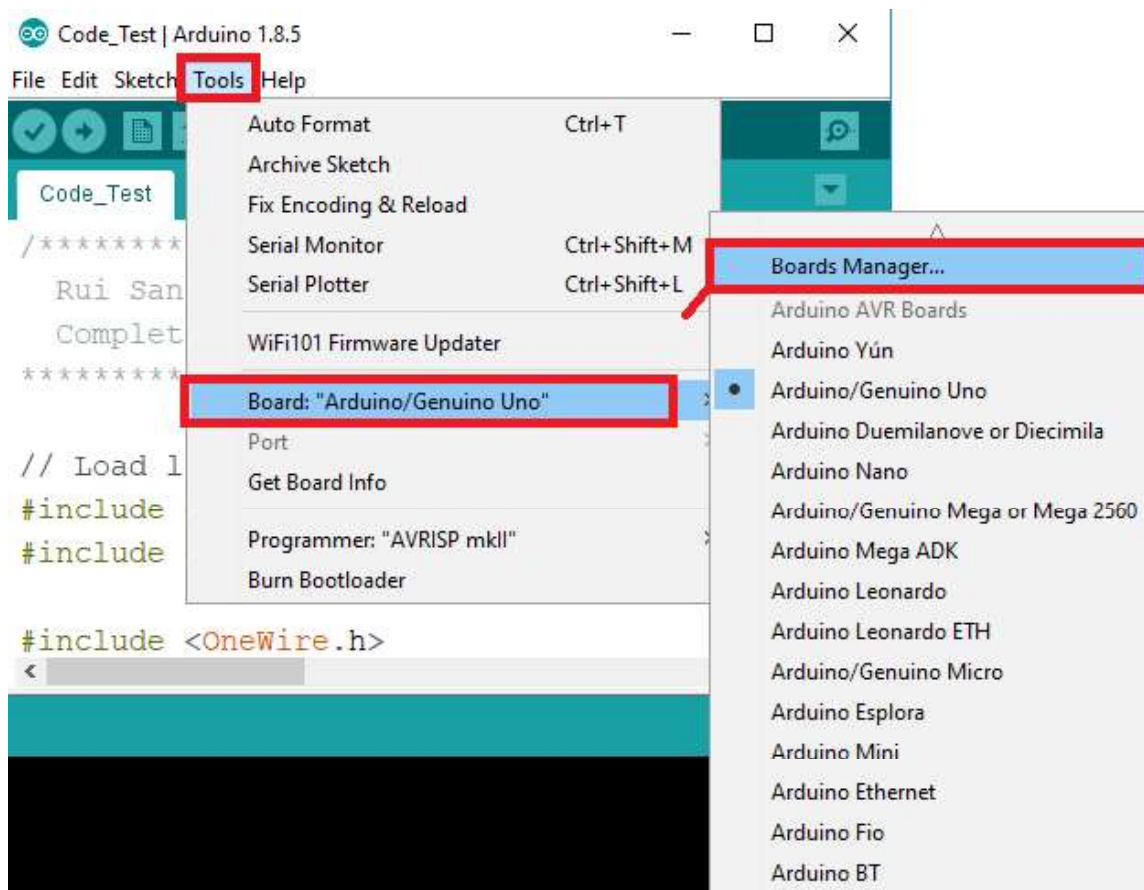 Code_Test | Arduino 1.8.5
File Edit Sketch Tools Help
Code_Test
/*********
Rui San
Complet
*********
// Load l
#include
#include
#include <OneWire.h>
Auto Format Ctrl+T
Archive Sketch
Fix Encoding & Reload
Serial Monitor Ctrl+Shift+M
Serial Plotter Ctrl+Shift+L
WiFi101 Firmware Updater
Board: "Arduino/Genuino Uno"
Port
Get Board Info
Programmer: "AVRISP mkII"
Burn Bootloader
Boards Manager...
Arduino AVR Boards
Arduino Yún
Arduino/Genuino Uno
Arduino Duemilanove or Diecimila
Arduino Nano
Arduino/Genuino Mega or Mega 2560
Arduino Mega ADK
Arduino Leonardo
Arduino Leonardo ETH
Arduino/Genuino Micro
Arduino Esplora
Arduino Mini
Arduino Ethernet
Arduino Fio
Arduino BT